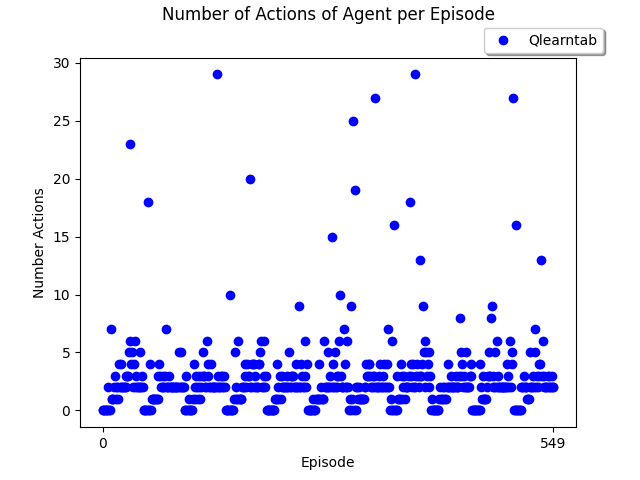 Number of Actions of Agent per Episode
Qlearntab
30
25
20
15
10
5
0
Number Actions
0
549
Episode